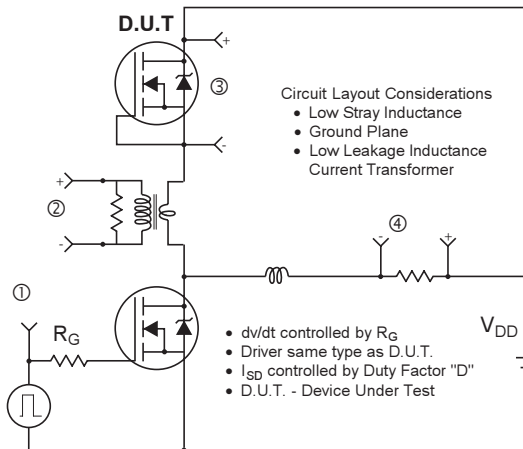 D.U.T
+
③
-
Circuit Layout Considerations
• Low Stray Inductance
• Ground Plane
• Low Leakage Inductance
Current Transformer
+
②
-
④
- +
①
R_G
• dv/dt controlled by R_G
• Driver same type as D.U.T.
• I_SD controlled by Duty Factor "D"
• D.U.T. - Device Under Test
V_DD